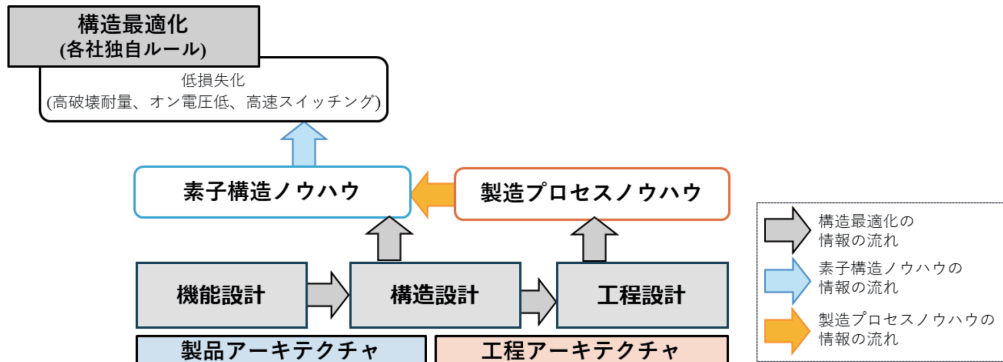 構造最適化
(各社独自ルール)
低損失化
(高破壊耐量、オン電圧低、高速スイッチング)
素子構造ノウハウ
製造プロセスノウハウ
機能設計
構造設計
工程設計
製品アーキテクチャ
工程アーキテクチャ
構造最適化の
情報の流れ
素子構造ノウハウの
情報の流れ
製造プロセスノウハウの
情報の流れ